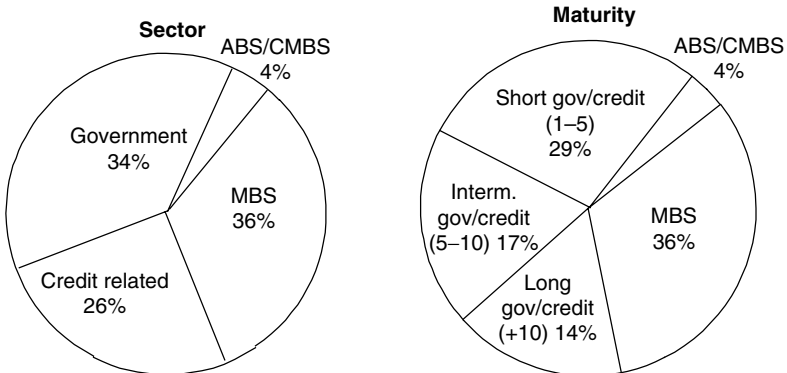 Sector
ABS/CMBS
4%
Government
34%
MBS
36%
Credit related
26%
Maturity
ABS/CMBS
4%
Short gov/credit
(1–5)
29%
Interm.
gov/credit
(5–10) 17%
MBS
36%
Long
gov/credit
(+10) 14%